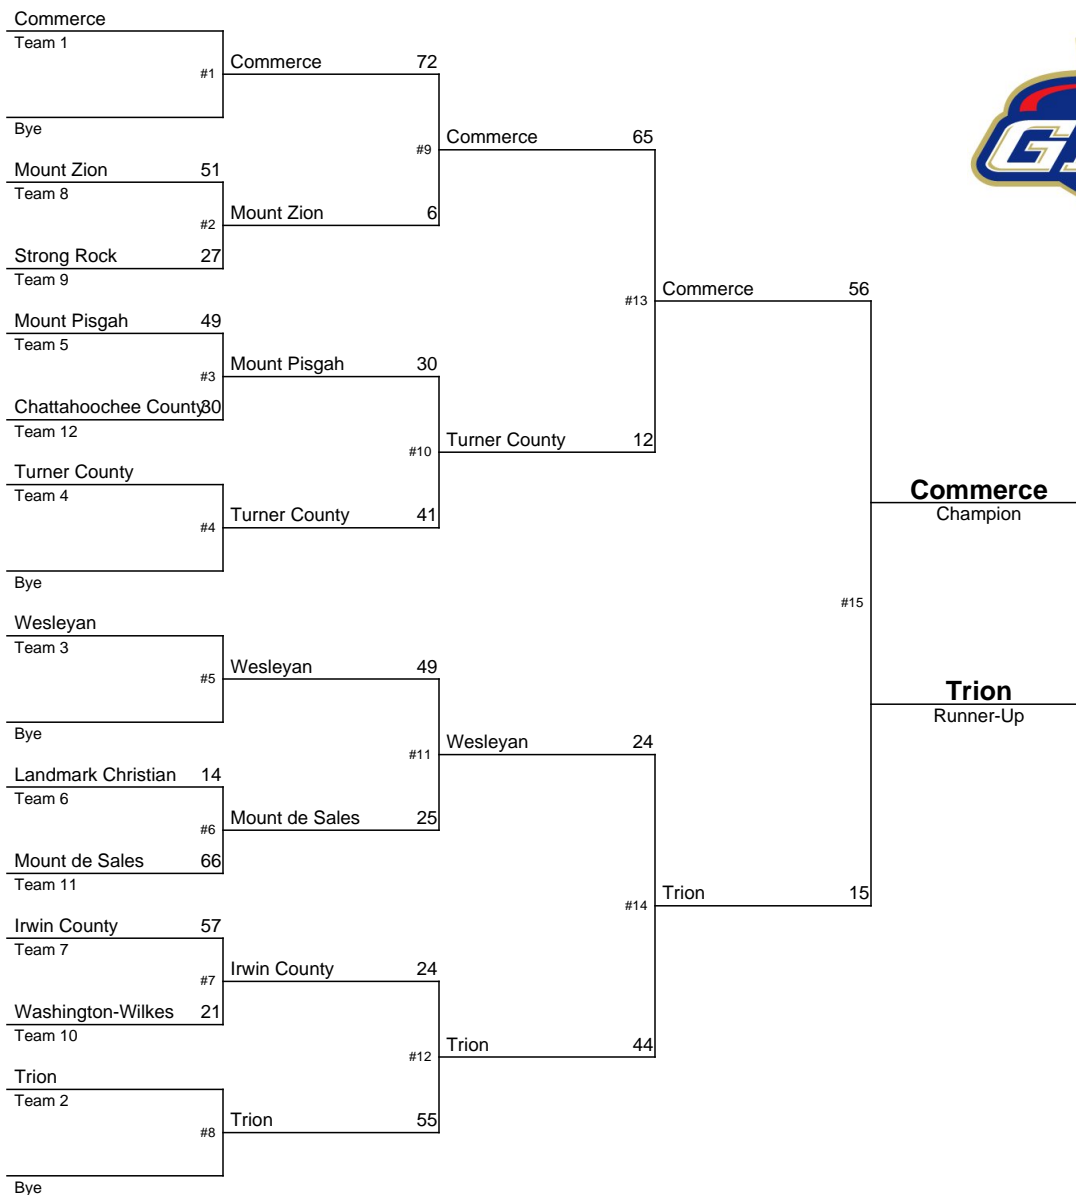 Commerce
Team 1
#1
Commerce 72
Bye
#9
Commerce 65
Mount Zion 51
Team 8
#2
Mount Zion 6
Strong Rock 27
Team 9
#13
Commerce 56
Mount Pisgah 49
Team 5
#3
Mount Pisgah 30
Chattahoochee County 30
Team 12
#10
Turner County 12
Turner County
Team 4
#4
Turner County 41
Bye
Commerce
Champion
#15
Wesleyan
Team 3
#5
Wesleyan 49
Bye
#11
Wesleyan 24
Landmark Christian 14
Team 6
#6
Mount de Sales 25
Mount de Sales 66
Team 11
Trion
Runner-Up
#14
Trion 15
Irwin County 57
Team 7
#7
Irwin County 24
Washington-Wilkes 21
Team 10
#12
Trion 44
Trion
Team 2
#8
Trion 55
Bye